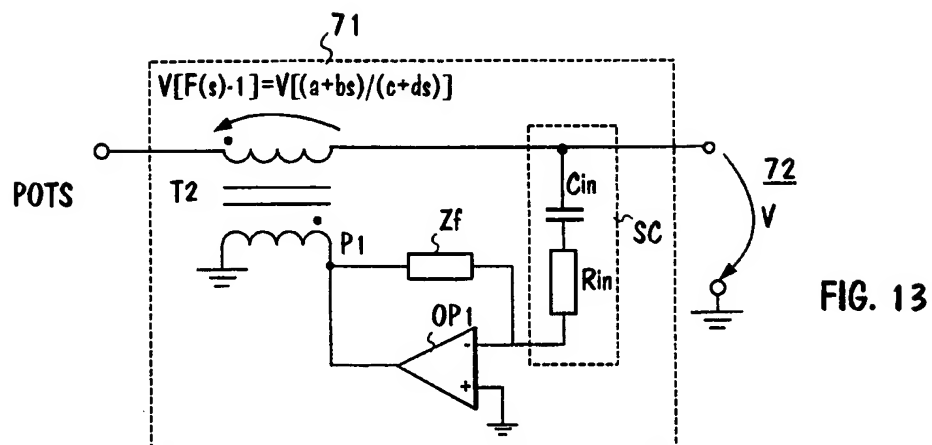 71
V[F(s)-1]=V[(a+bs)/(c+ds)]
POTS
T2
P1
Zf
OP1
-
+
Cin
Rin
SC
72
V
FIG. 13